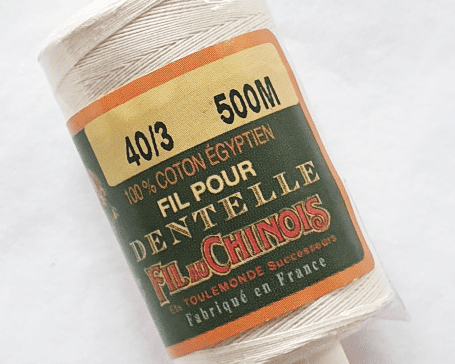 40/3 500M
100 % COTON ÉGYPTIEN
FIL POUR
DENTELLE
FIL AU CHINOIS
Ets TOULEMONDE Successeurs
Fabriqué en France